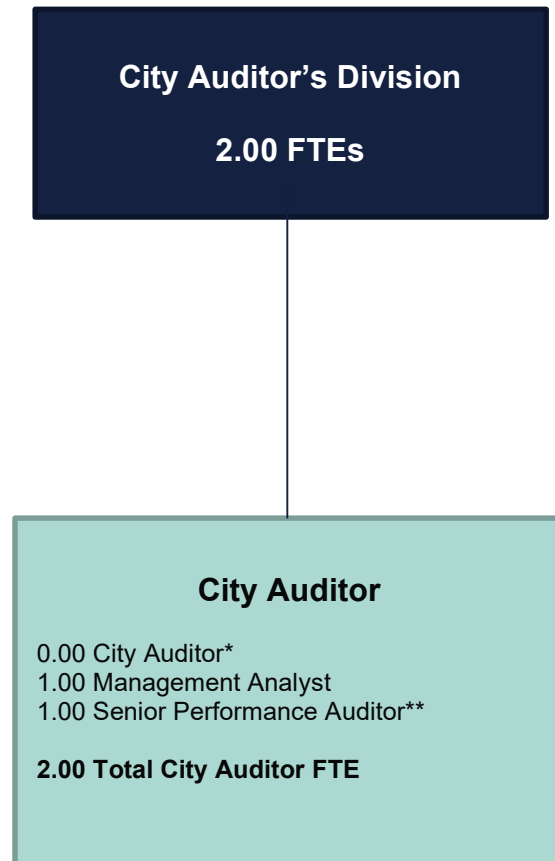 City Auditor’s Division
2.00 FTEs
City Auditor
0.00 City Auditor*
1.00 Management Analyst
1.00 Senior Performance Auditor**
2.00 Total City Auditor FTE